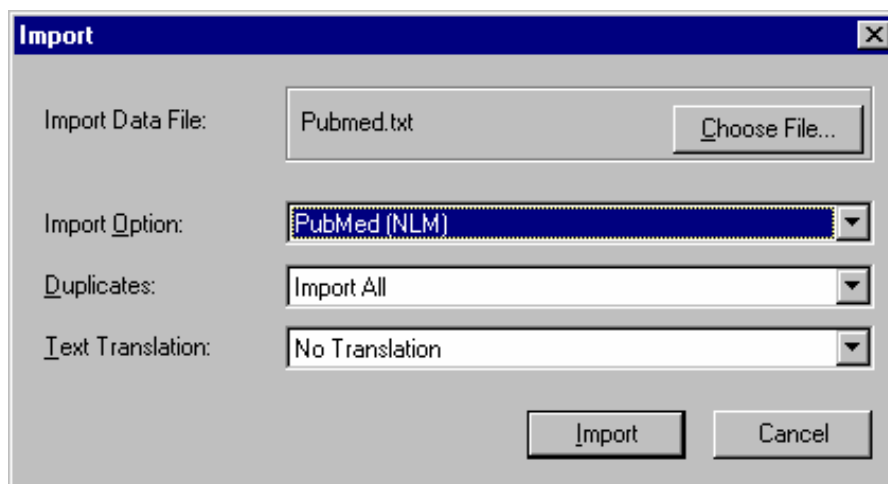 Import
Import Data File: Pubmed.txt Choose File...
Import Option: PubMed (NLM)
Duplicates: Import All
Text Translation: No Translation
Import Cancel